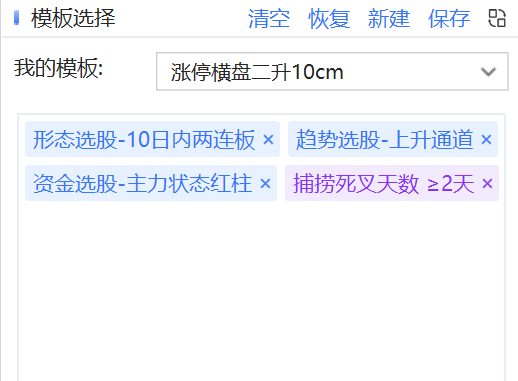 模板选择 清空 恢复 新建 保存
我的模板: 涨停横盘二升10cm
形态选股-10日内两连板 × 趋势选股-上升通道 ×
资金选股-主力状态红柱 × 捕捞死叉天数 ≥2天 ×